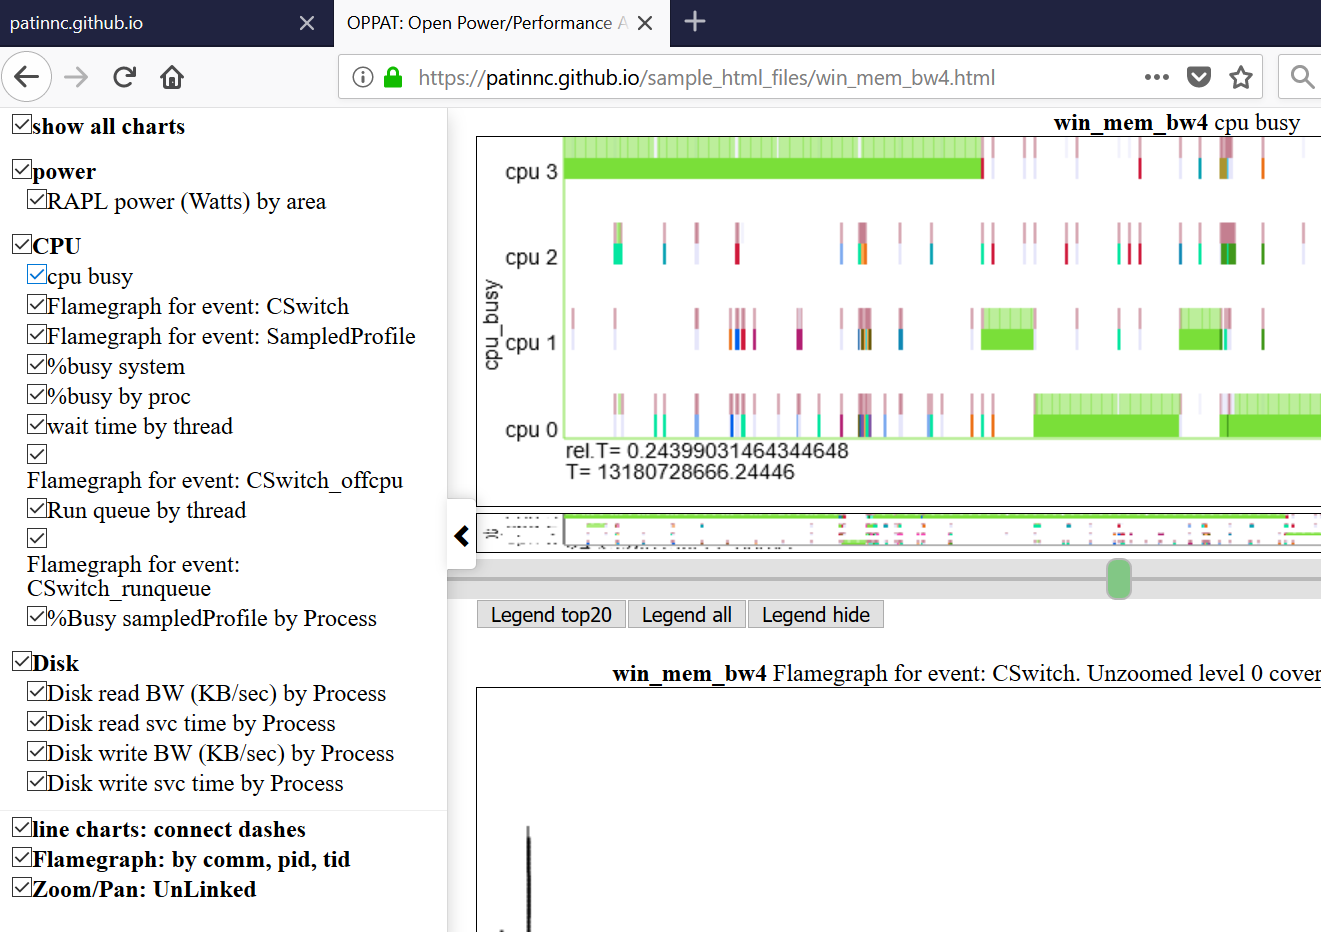 patinnc.github.io
OPPAT: Open Power/Performance A
https://patinnc.github.io/sample_html_files/win_mem_bw4.html
show all charts
power
RAPL power (Watts) by area
CPU
cpu busy
Flamegraph for event: CSwitch
Flamegraph for event: SampledProfile
%busy system
%busy by proc
wait time by thread
Flamegraph for event: CSwitch_offcpu
Run queue by thread
Flamegraph for event:
CSwitch_runqueue
%Busy sampledProfile by Process
Disk
Disk read BW (KB/sec) by Process
Disk read svc time by Process
Disk write BW (KB/sec) by Process
Disk write svc time by Process
line charts: connect dashes
Flamegraph: by comm, pid, tid
Zoom/Pan: UnLinked
win_mem_bw4 cpu busy
cpu_busy
cpu 3
cpu 2
cpu 1
cpu 0
rel.T= 0.24399031464344648
T= 13180728666.24446
Legend top20
Legend all
Legend hide
win_mem_bw4 Flamegraph for event: CSwitch. Unzoomed level 0 cover